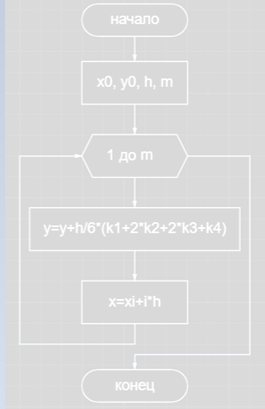 начало
x0, y0, h, m
1 до m
y=y+h/6*(k1+2*k2+2*k3+k4)
x=xi+i*h
конец